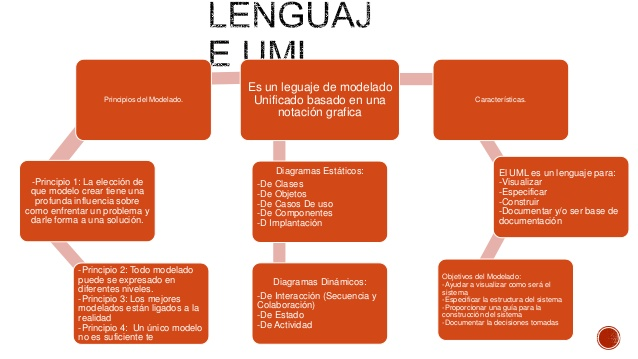 LENGUAJ
E UML
Principios del Modelado.
Es un leguaje de modelado
Unificado basado en una
notación grafica
Características.
-Principio 1: La elección de
que modelo crear tiene una
profunda influencia sobre
como enfrentar un problema y
darle forma a una solución.
Diagramas Estáticos:
-De Clases
-De Objetos
-De Casos De uso
-De Componentes
-D Implantación
El UML es un lenguaje para:
-Visualizar
-Especificar
-Construir
-Documentar y/o ser base de
documentación
-Principio 2: Todo modelado
puede se expresado en
diferentes niveles.
-Principio 3: Los mejores
modelados están ligados a la
realidad
-Principio 4: Un único modelo
no es suficiente te
Diagramas Dinámicos:
-De Interacción (Secuencia y
Colaboración)
-De Estado
-De Actividad
Objetivos del Modelado:
-Ayudar a visualizar como será el
sistema
-Especificar la estructura del sistema
-Proporcionar una guía para la
construcción del sistema
-Documentar la decisiones tomadas